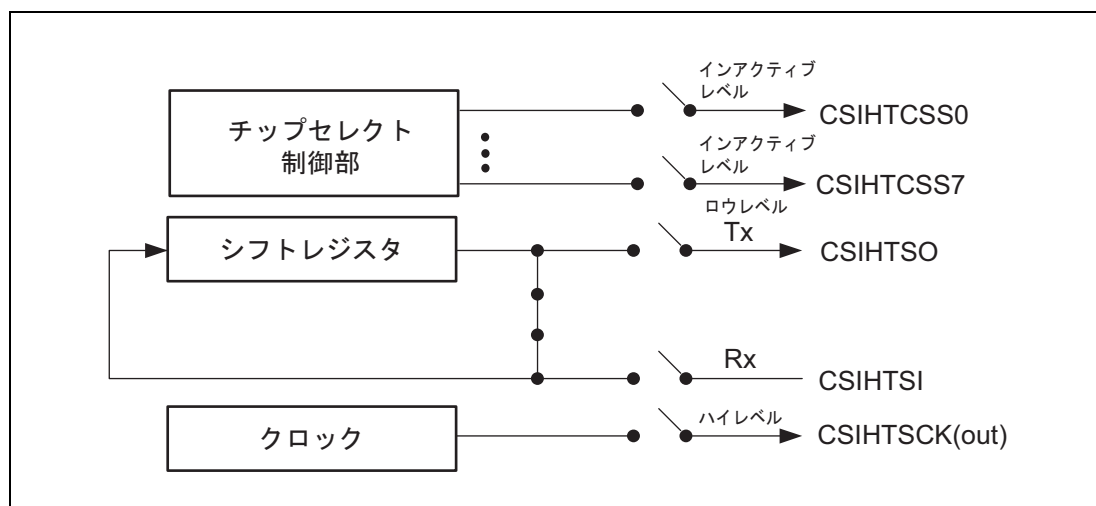 インアクティブ
レベル
CSIHTCSS0
チップセレクト
制御部
インアクティブ
レベル
CSIHTCSS7
ロウレベル
Tx
シフトレジスタ
CSIHTSO
Rx
CSIHTSI
ハイレベル
クロック
CSIHTSCK(out)